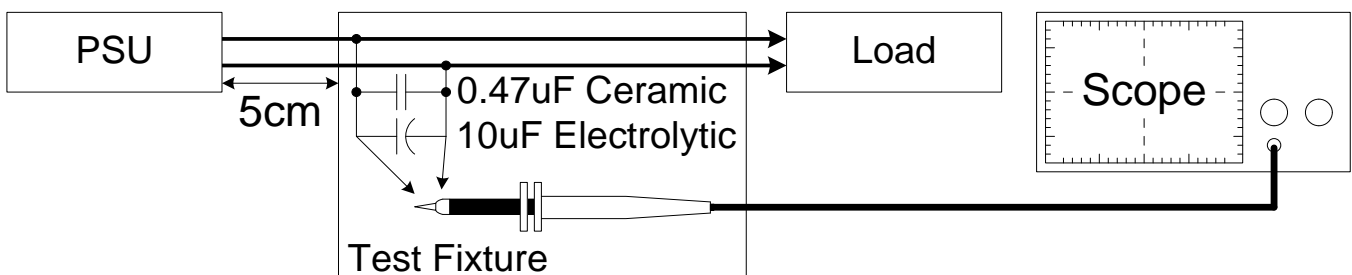 PSU
Load
5cm
0.47uF Ceramic
10uF Electrolytic
Scope
Test Fixture